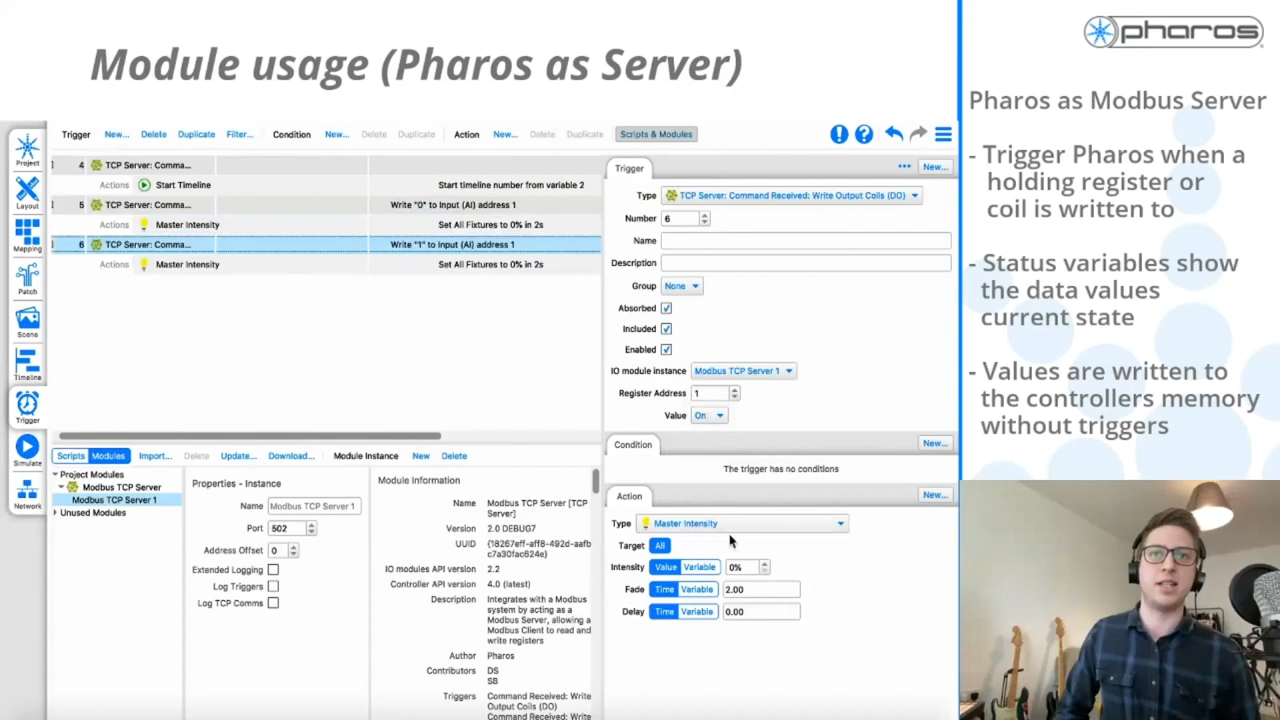 Module usage (Pharos as Server)
pharos
Pharos as Modbus Server
- Trigger Pharos when a
holding register or
coil is written to
- Status variables show
the data values
current state
- Values are written to
the controllers memory
without triggers
Project
Layout
Mapping
Patch
Scene
Timeline
Trigger
Simulate
Network
Trigger New... Delete Duplicate Filter... Condition New... Delete Duplicate Action New... Delete Duplicate Scripts & Modules
4 TCP Server: Comma...
Actions Start Timeline Start timeline number from variable 2
5 TCP Server: Comma... Write "0" to Input (AI) address 1
Actions Master Intensity Set All Fixtures to 0% in 2s
6 TCP Server: Comma... Write "1" to Input (AI) address 1
Actions Master Intensity Set All Fixtures to 0% in 2s
Trigger ... New...
Type TCP Server: Command Received: Write Output Coils (DO)
Number 6
Name
Description
Group None
Absorbed
Included
Enabled
IO module instance Modbus TCP Server 1
Register Address 1
Value On
Condition New...
The trigger has no conditions
Action New...
Type Master Intensity
Target All
Intensity Value Variable 0%
Fade Time Variable 2.00
Delay Time Variable 0.00
Scripts Modules Import... Delete Update... Download... Module Instance New Delete
Project Modules
Modbus TCP Server
Modbus TCP Server 1
Unused Modules
Properties - Instance
Name Modbus TCP Server 1
Port 502
Address Offset 0
Extended Logging
Log Triggers
Log TCP Comms
Module Information
Name Modbus TCP Server [TCP
Server]
Version 2.0 DEBUG7
UUID {18267eff-aff8-492d-aafb
c7a30fac624e}
IO modules API version 2.2
Controller API version 4.0 (latest)
Description Integrates with a Modbus
system by acting as a
Modbus Server, allowing a
Modbus Client to read and
write registers
Author Pharos
Contributors DS
SB
Triggers Command Received: Write
Output Coils (DO)
Command Received: Write